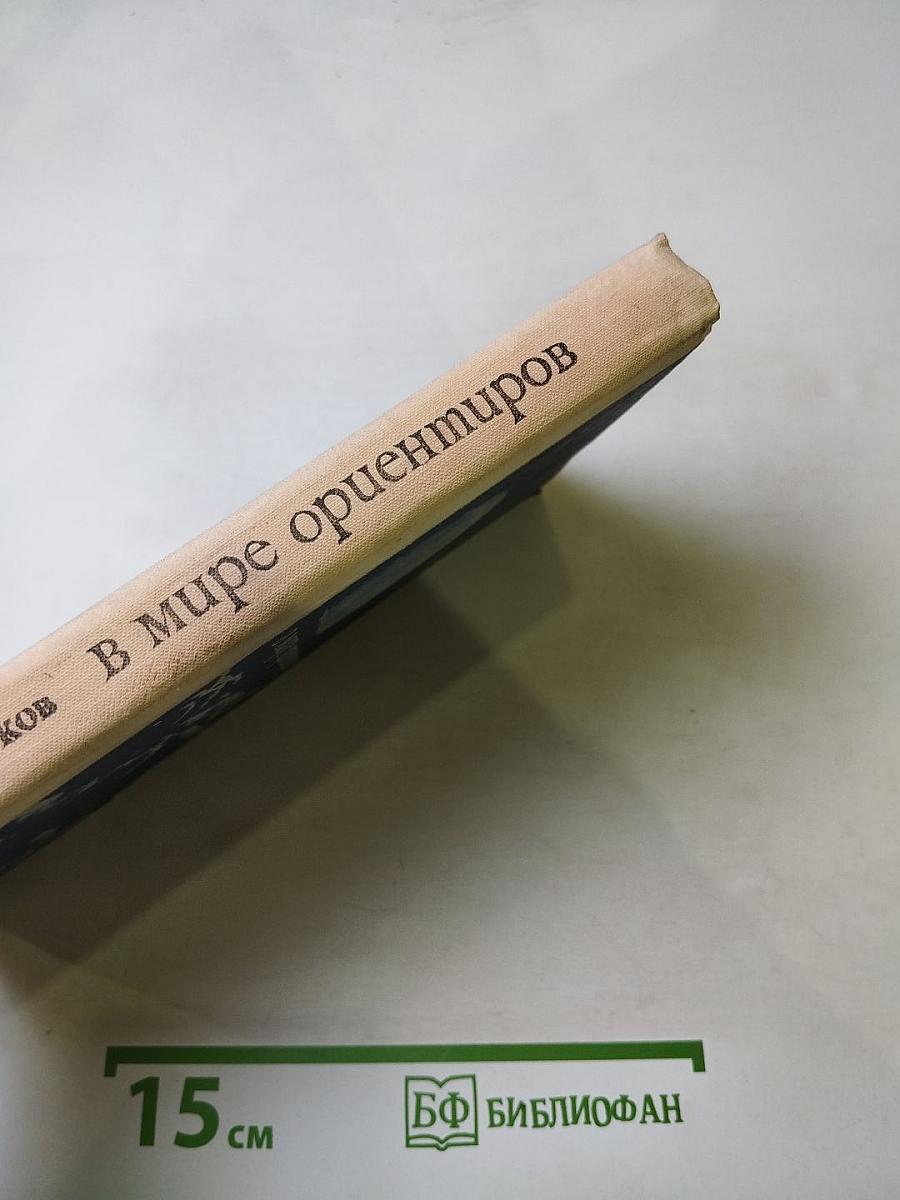 ков В мире ориентиров
15 см
БФ БИБЛИОФАН